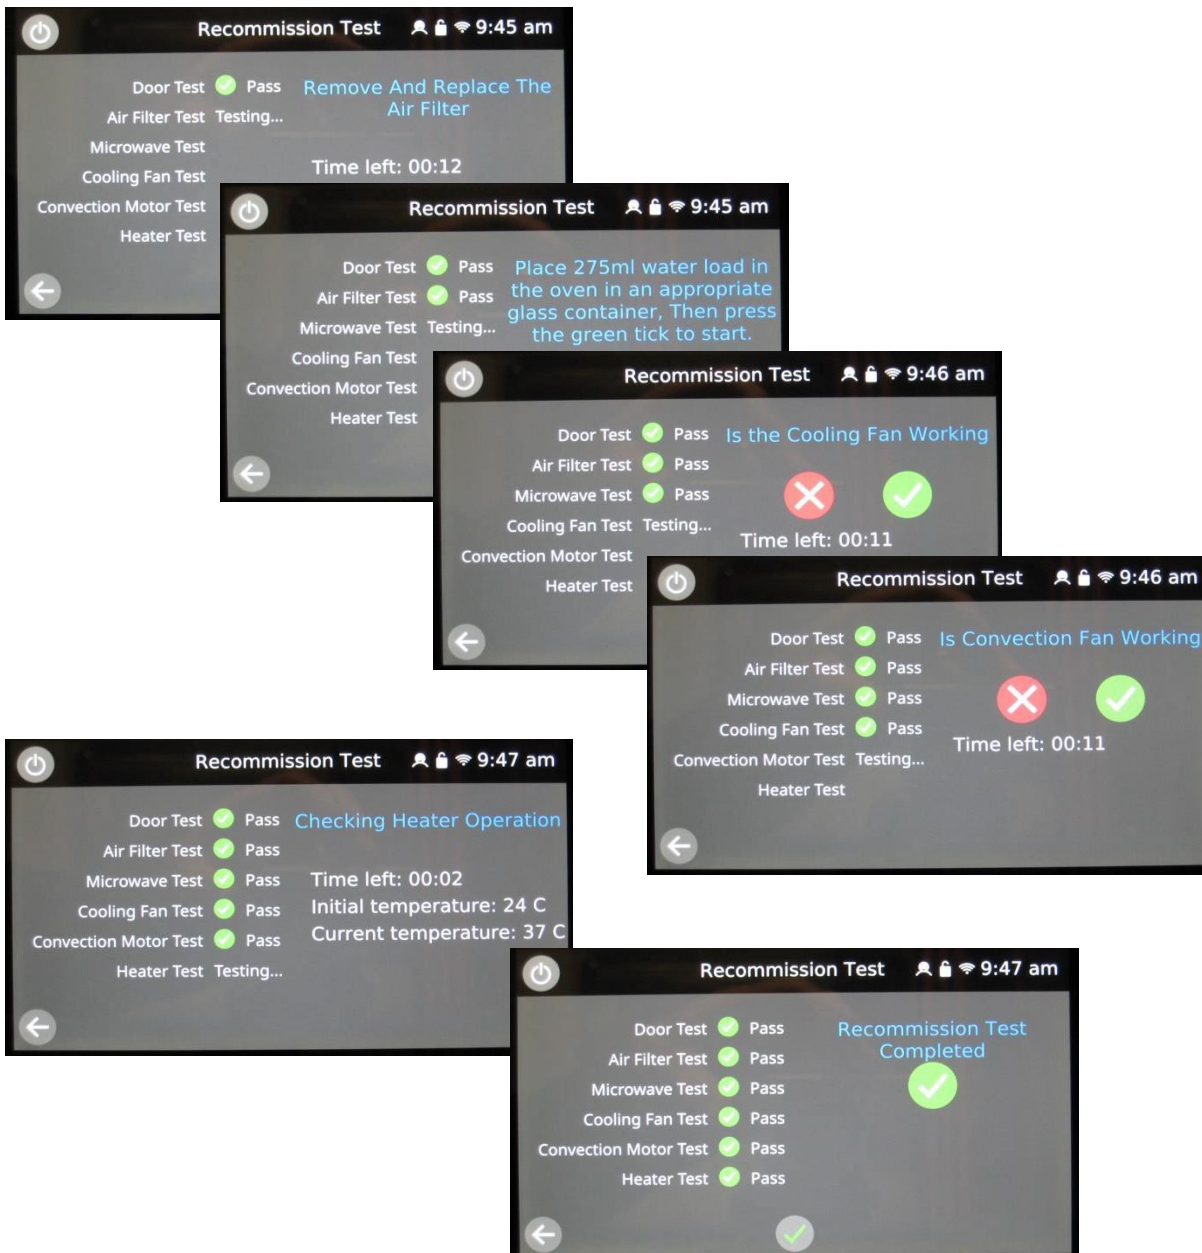 Recommission Test 9:45 am
Door Test Pass Remove And Replace The
Air Filter
Air Filter Test Testing...
Microwave Test
Time left: 00:12
Cooling Fan Test
Convection Motor Test
Heater Test
Recommission Test 9:45 am
Door Test Pass Place 275ml water load in
the oven in an appropriate
Air Filter Test Pass
glass container, Then press
Microwave Test Testing...
the green tick to start.
Cooling Fan Test
Convection Motor Test
Heater Test
Recommission Test 9:46 am
Door Test Pass Is the Cooling Fan Working
Air Filter Test Pass
Microwave Test Pass
Cooling Fan Test Testing...
Time left: 00:11
Convection Motor Test
Heater Test
Recommission Test 9:46 am
Door Test Pass Is Convection Fan Working
Air Filter Test Pass
Microwave Test Pass
Cooling Fan Test Pass
Time left: 00:11
Convection Motor Test Testing...
Heater Test
Recommission Test 9:47 am
Door Test Pass Checking Heater Operation
Air Filter Test Pass
Microwave Test Pass Time left: 00:02
Cooling Fan Test Pass Initial temperature: 24 C
Convection Motor Test Pass Current temperature: 37 C
Heater Test Testing...
Recommission Test 9:47 am
Door Test Pass Recommission Test
Completed
Air Filter Test Pass
Microwave Test Pass
Cooling Fan Test Pass
Convection Motor Test Pass
Heater Test Pass